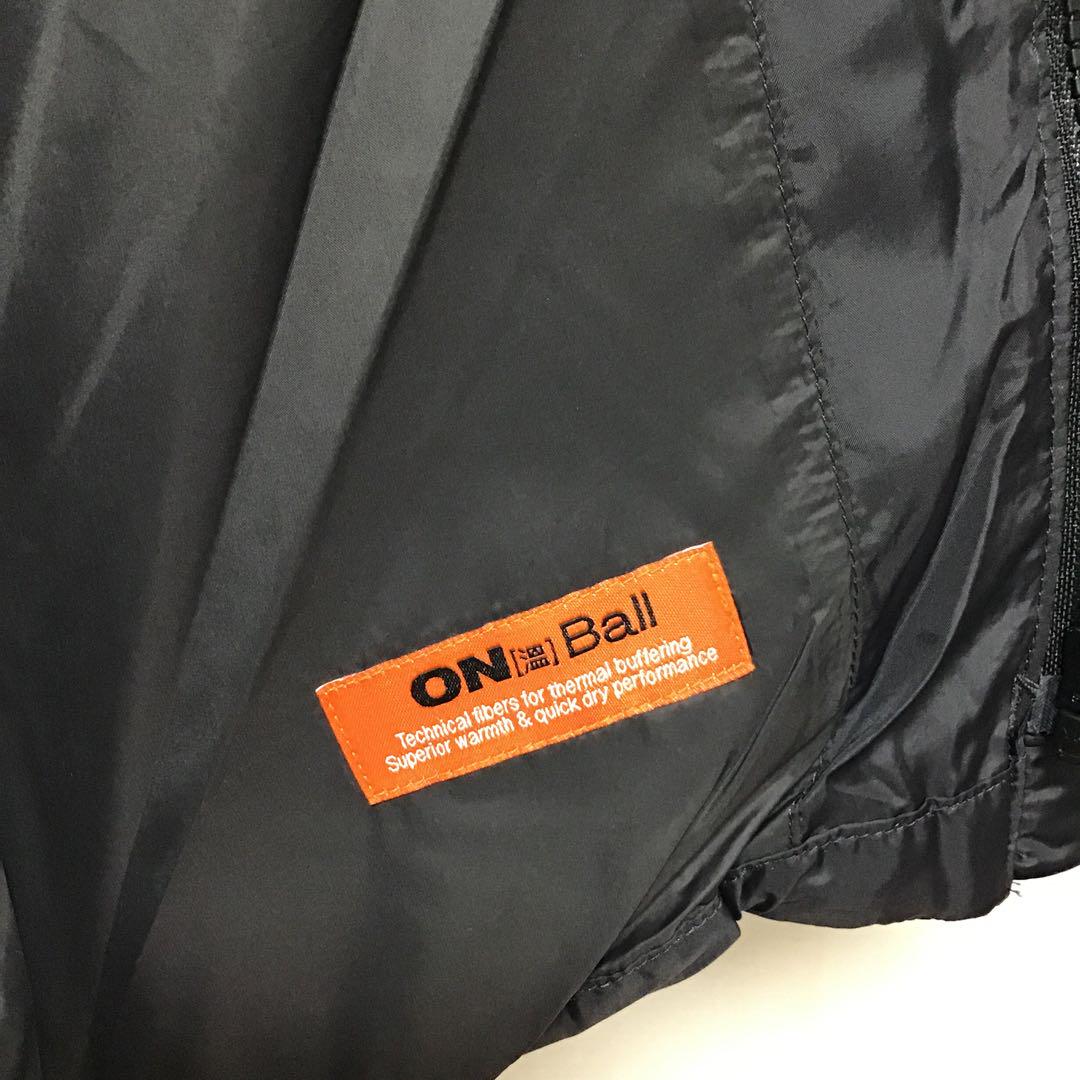 ON[温] Ball
Technical fibers for thermal buffering
Superior warmth & quick dry performance